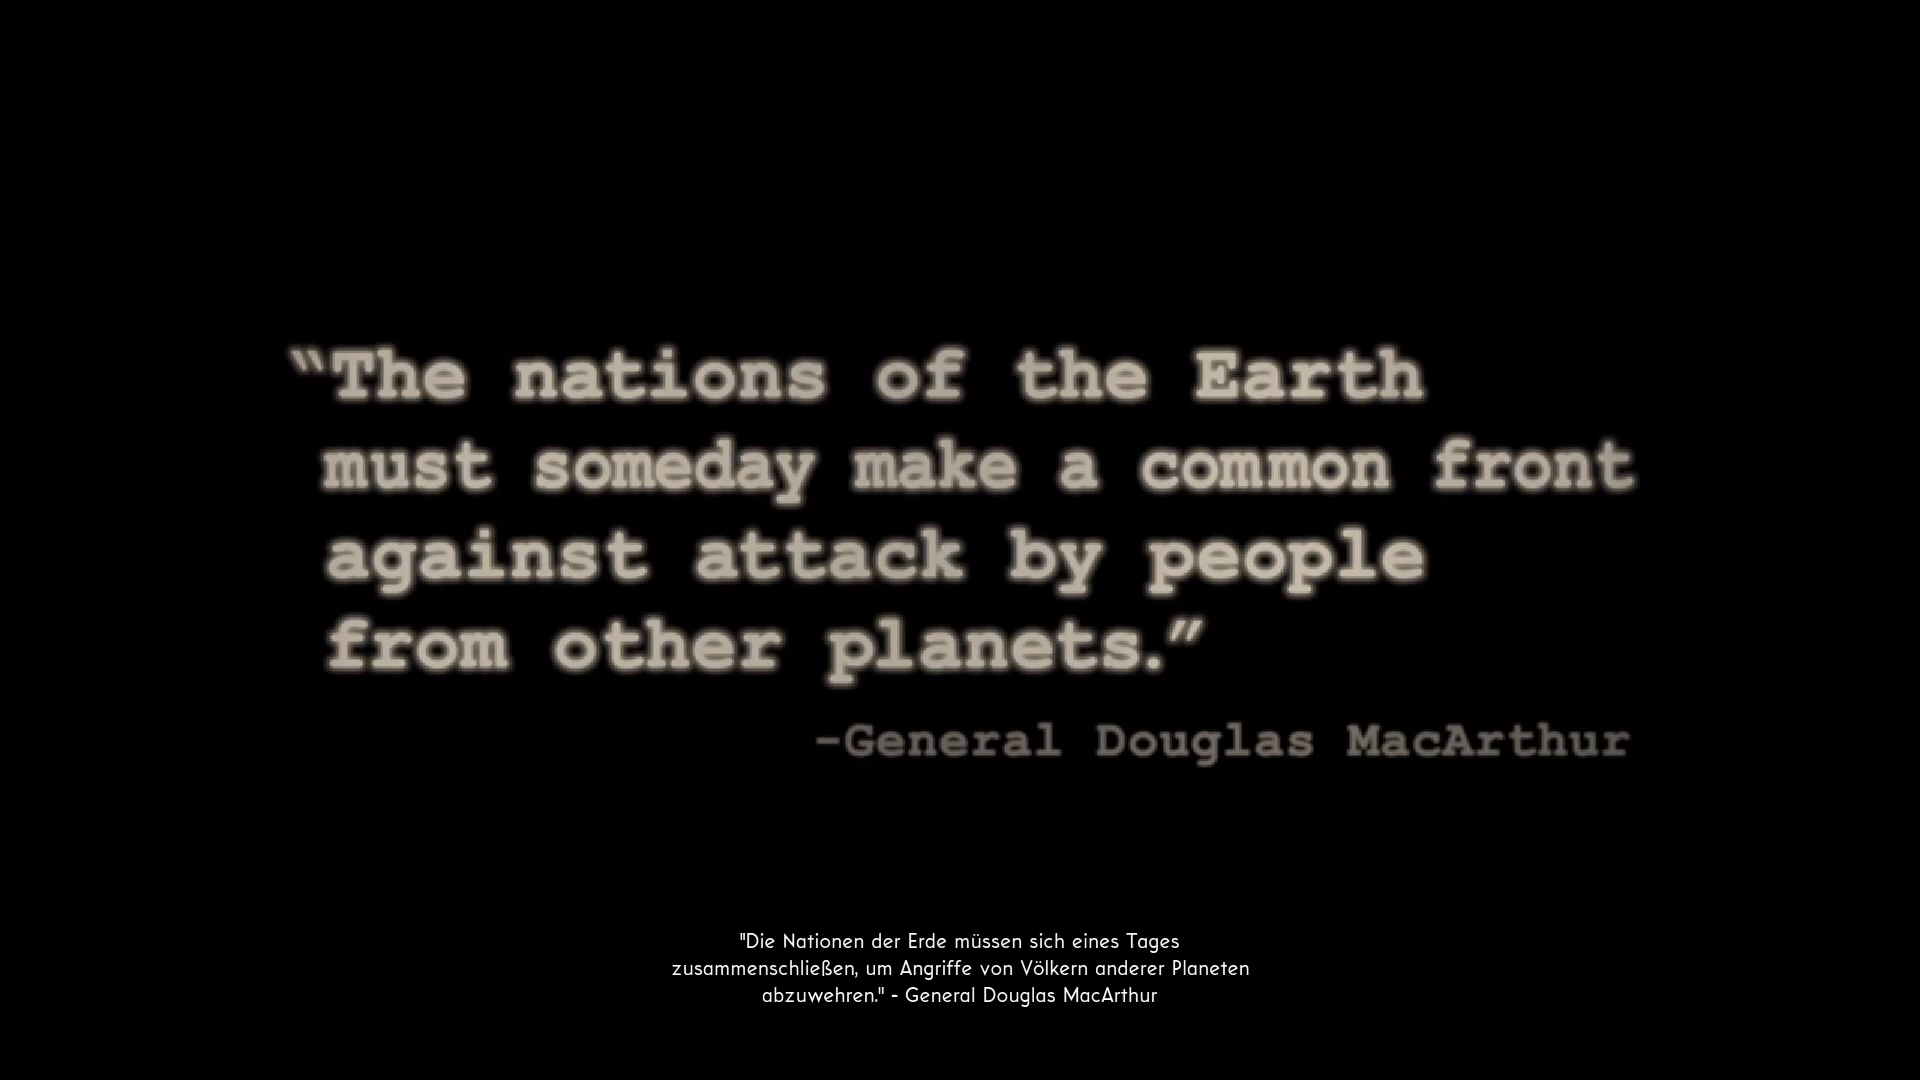 “The nations of the Earth
must someday make a common front
against attack by people
from other planets.”
-General Douglas MacArthur
"Die Nationen der Erde müssen sich eines Tages
zusammenschließen, um Angriffe von Völkern anderer Planeten
abzuwehren." - General Douglas MacArthur